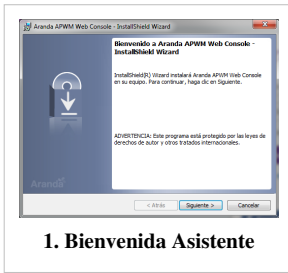 Aranda APWM Web Console - InstallShield Wizard
Bienvenido a Aranda APWM Web Console -
InstallShield Wizard
InstallShield(R) Wizard instalará Aranda APWM Web Console
en su equipo. Para continuar, haga clic en Siguiente.
ADVERTENCIA: Este programa está protegido por las leyes de
derechos de autor y otros tratados internacionales.
Aranda
< Atrás
Siguiente >
Cancelar
1. Bienvenida Asistente